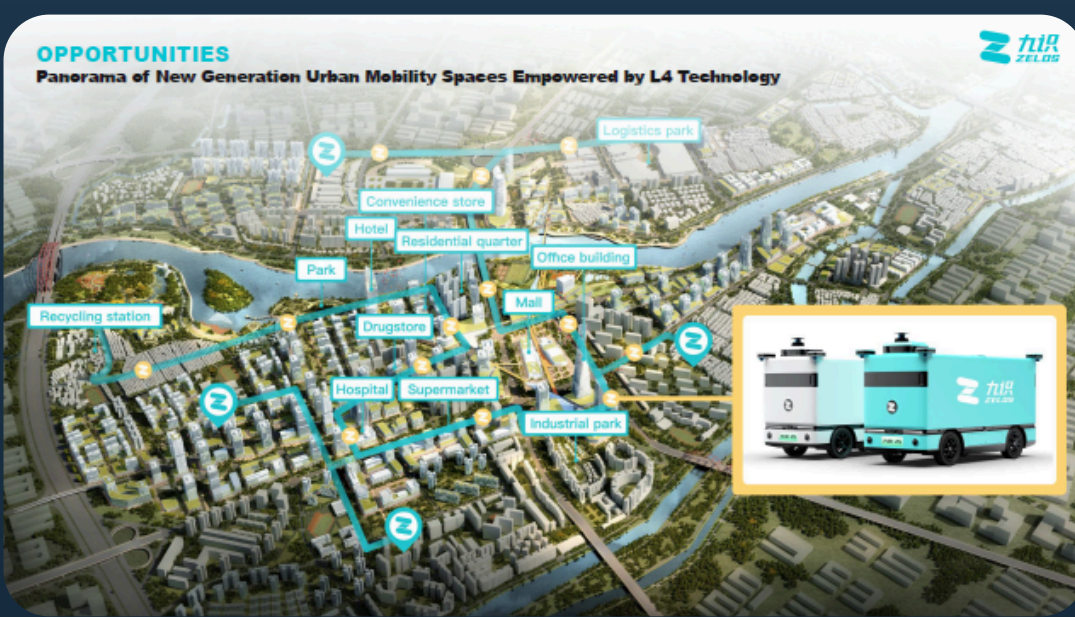 OPPORTUNITIES
Panorama of New Generation Urban Mobility Spaces Empowered by L4 Technology
九识
ZELOS
Logistics park
Convenience store
Hotel
Residential quarter
Office building
Park
Mall
Recycling station
Drugstore
Hospital
Supermarket
Industrial park
九识
ZELOS